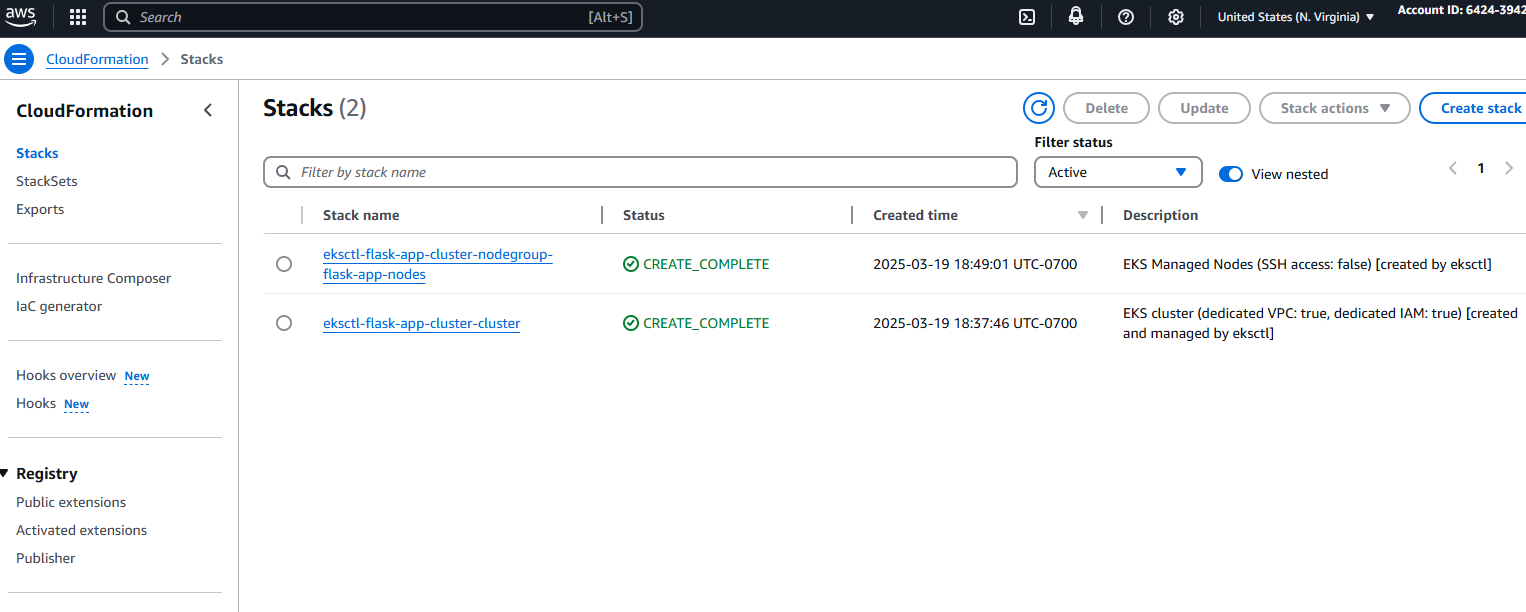 aws
Search [Alt+S]
United States (N. Virginia)
Account ID: 6424-3942
CloudFormation
Stacks
CloudFormation
Stacks
StackSets
Exports
Infrastructure Composer
IaC generator
Hooks overview New
Hooks New
Registry
Public extensions
Activated extensions
Publisher
Stacks (2)
Delete
Update
Stack actions
Create stack
Filter by stack name
Filter status
Active
View nested
1
Stack name Status Created time Description
eksctl-flask-app-cluster-nodegroup-
flask-app-nodes
CREATE_COMPLETE
2025-03-19 18:49:01 UTC-0700
EKS Managed Nodes (SSH access: false) [created by eksctl]
eksctl-flask-app-cluster-cluster
CREATE_COMPLETE
2025-03-19 18:37:46 UTC-0700
EKS cluster (dedicated VPC: true, dedicated IAM: true) [created
and managed by eksctl]